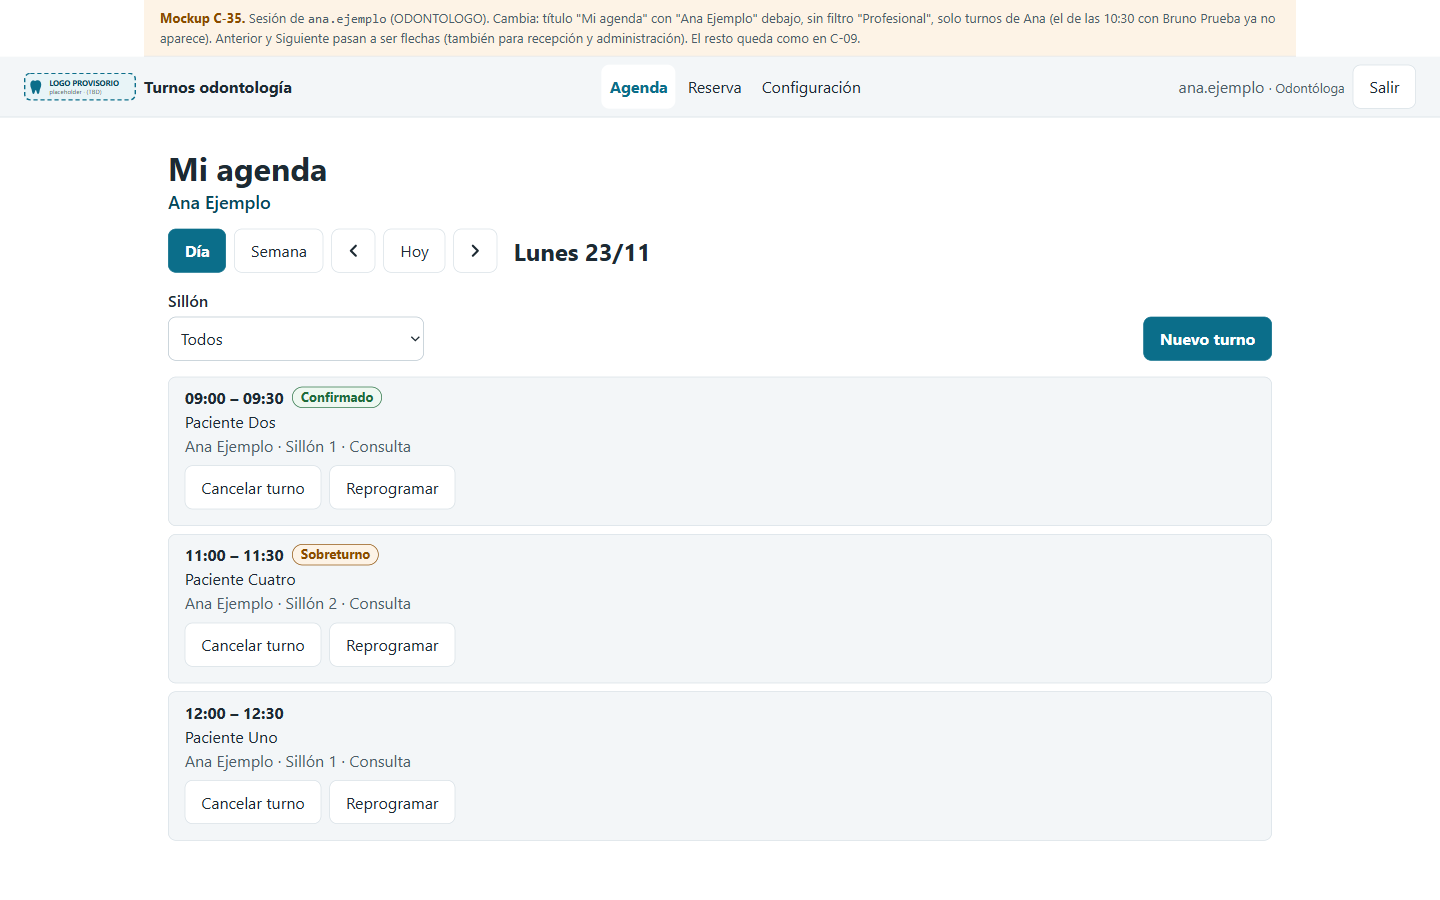 Mockup C-35. Sesión de ana.ejemplo (ODONTOLOGO). Cambia: título "Mi agenda" con "Ana Ejemplo" debajo, sin filtro "Profesional", solo turnos de Ana (el de las 10:30 con Bruno Prueba ya no
aparece). Anterior y Siguiente pasan a ser flechas (también para recepción y administración). El resto queda como en C-09.
LOGO PROVISORIO
placeholder · [TBD]
Turnos odontología
Agenda Reserva Configuración
ana.ejemplo · Odontóloga Salir
Mi agenda
Ana Ejemplo
Día Semana Hoy Lunes 23/11
Sillón
Todos
Nuevo turno
09:00 – 09:30 Confirmado
Paciente Dos
Ana Ejemplo · Sillón 1 · Consulta
Cancelar turno Reprogramar
11:00 – 11:30 Sobreturno
Paciente Cuatro
Ana Ejemplo · Sillón 2 · Consulta
Cancelar turno Reprogramar
12:00 – 12:30
Paciente Uno
Ana Ejemplo · Sillón 1 · Consulta
Cancelar turno Reprogramar